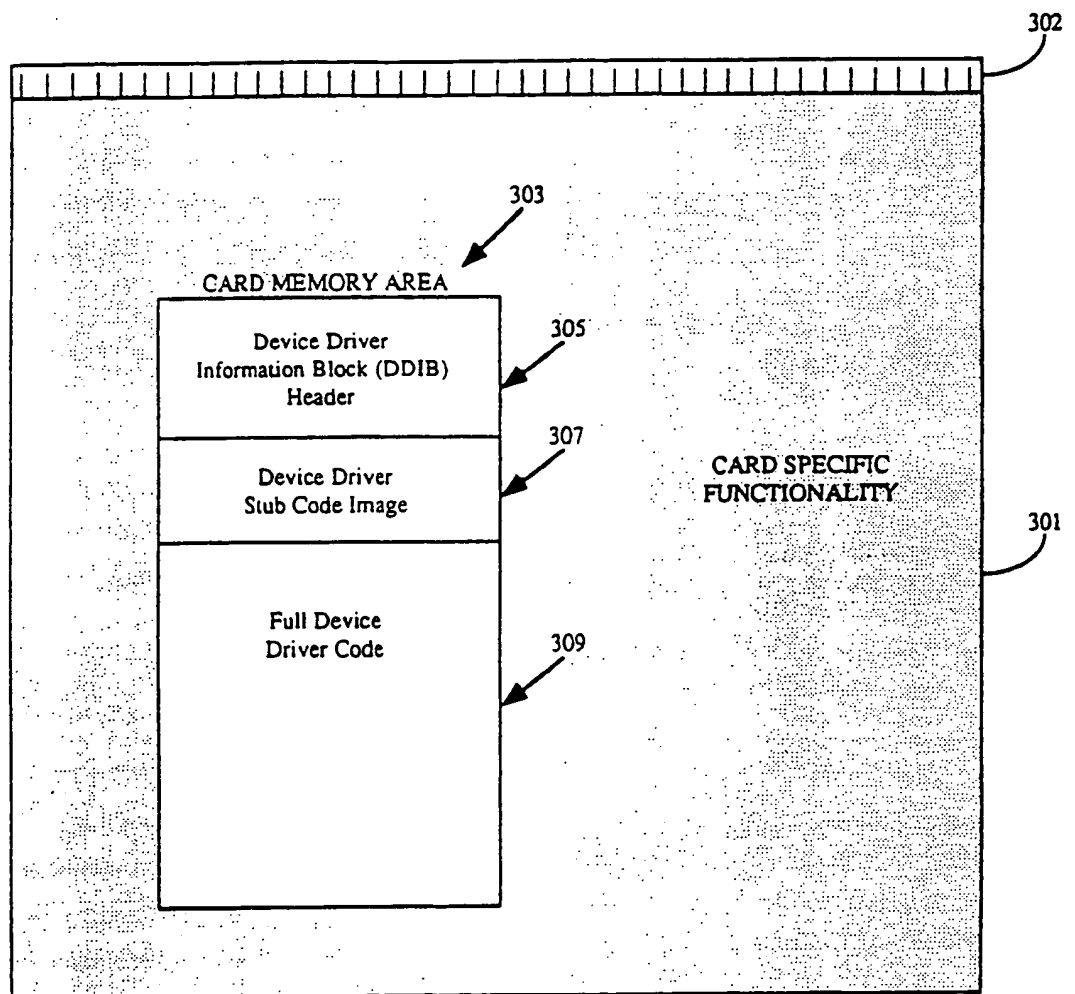 302
303
CARD MEMORY AREA
Device Driver
Information Block (DDIB)
Header
305
Device Driver
Stub Code Image
307
CARD SPECIFIC
FUNCTIONALITY
301
Full Device
Driver Code
309